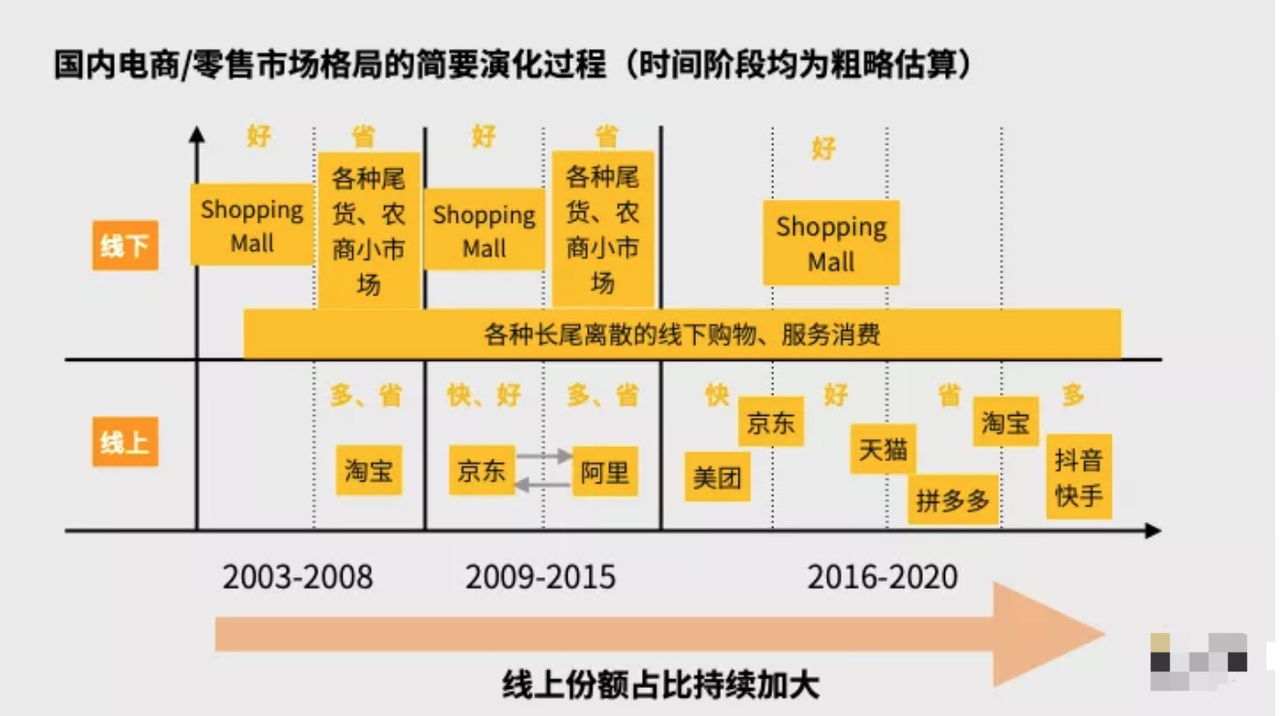 国内电商/零售市场格局的简要演化过程（时间阶段均为粗略估算）
好
省
好
省
好
线下
Shopping
Mall
各种尾
货、农
商小市
场
Shopping
Mall
各种尾
货、农
商小市
场
Shopping
Mall
各种长尾离散的线下购物、服务消费
线上
多、省
快、好
多、省
快
好
省
多
淘宝
京东
阿里
美团
京东
天猫
拼多多
淘宝
抖音
快手
2003-2008
2009-2015
2016-2020
线上份额占比持续加大